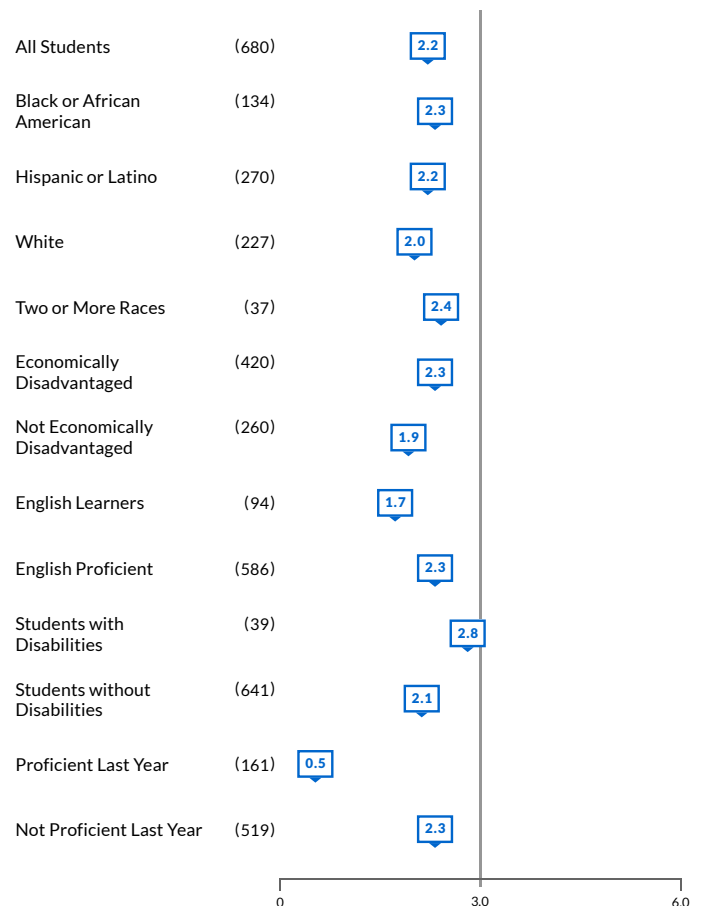 All Students (680) 2.2
Black or African (134) 2.3
American
Hispanic or Latino (270) 2.2
White (227) 2.0
Two or More Races (37) 2.4
Economically (420) 2.3
Disadvantaged
Not Economically (260) 1.9
Disadvantaged
English Learners (94) 1.7
English Proficient (586) 2.3
Students with (39) 2.8
Disabilities
Students without (641) 2.1
Disabilities
Proficient Last Year (161) 0.5
Not Proficient Last Year (519) 2.3
0 3.0 6.0